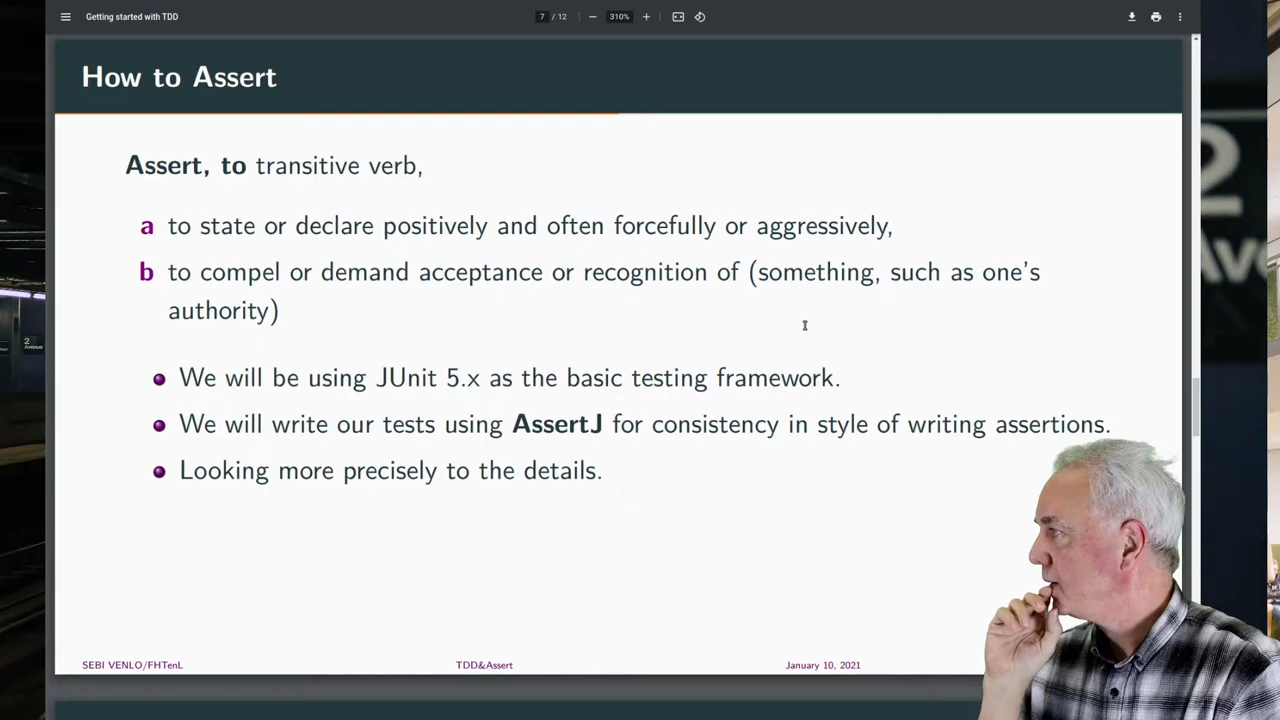 Getting started with TDD
7 / 12
310%
How to Assert
Assert, to transitive verb,
a to state or declare positively and often forcefully or aggressively,
b to compel or demand acceptance or recognition of (something, such as one's
authority)
We will be using JUnit 5.x as the basic testing framework.
We will write our tests using AssertJ for consistency in style of writing assertions.
Looking more precisely to the details.
SEBI VENLO/FHTenL
TDD&Assert
January 10, 2021
2
Avenue
2
Av